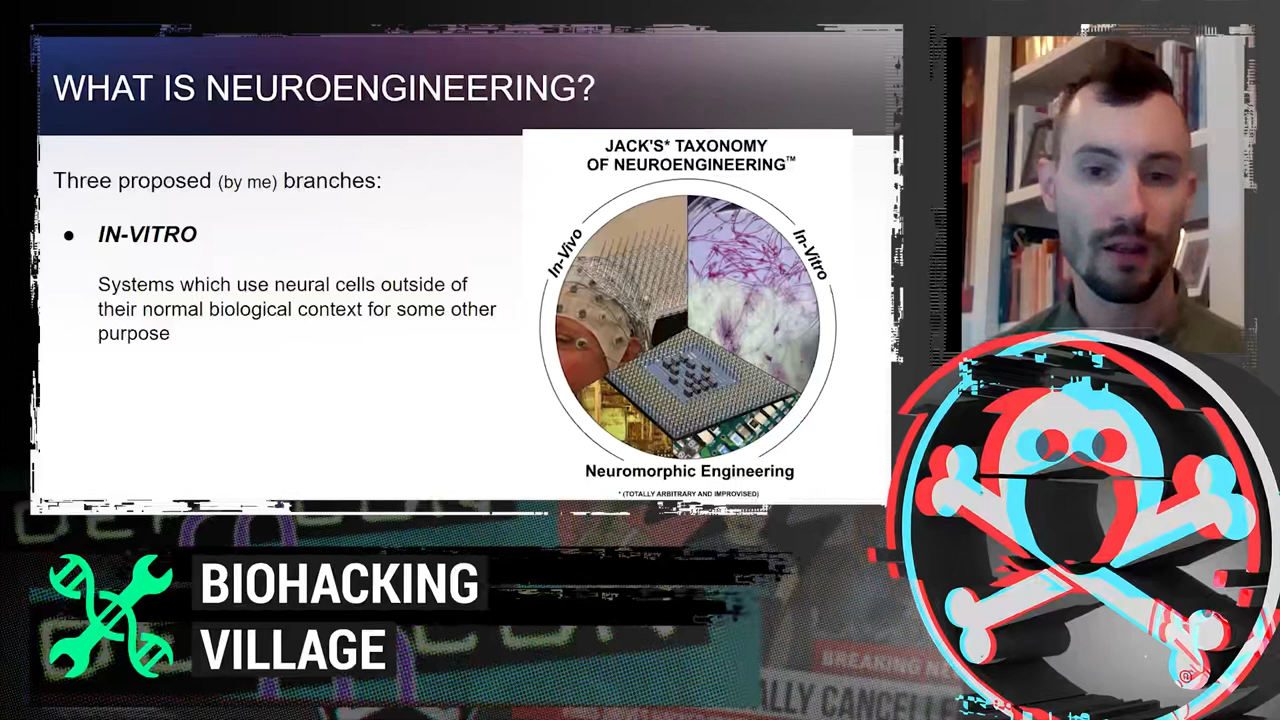 WHAT IS NEUROENGINEERING?
Three proposed (by me) branches:
● IN-VITRO
Systems which use neural cells outside of
their normal biological context for some other
purpose
JACK'S* TAXONOMY
OF NEUROENGINEERING™
In-Vivo
In-Vitro
Neuromorphic Engineering
* (TOTALLY ARBITRARY AND IMPROVISED)
BIOHACKING
VILLAGE
BREAKING
ALLY CANCELLE
®